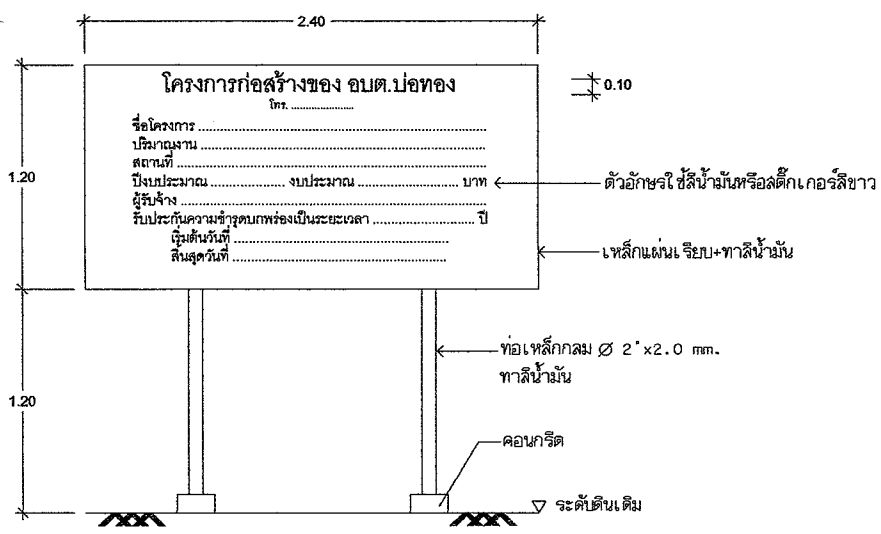 2.40
โครงการก่อสร้างของ อบต.บ่อทอง
0.10
โทร. ......................
ชื่อโครงการ ..........................................................................
ปริมาณงาน ..........................................................................
สถานที่ ..........................................................................
1.20
ปีงบประมาณ ................... งบประมาณ .......................... บาท
ตัวอักษรใช้สีน้ำมันหรือสติ๊กเกอร์สีขาว
ผู้รับจ้าง ..........................................................................
รับประกันความชำรุดบกพร่องเป็นระยะเวลา .......................... ปี
เริ่มต้นวันที่ ......................................................
สิ้นสุดวันที่ ......................................................
เหล็กแผ่นเรียบ+ทาสีน้ำมัน
ท่อเหล็กกลม Ø 2"x2.0 mm.
ทาสีน้ำมัน
1.20
คอนกรีต
ระดับดินเดิม